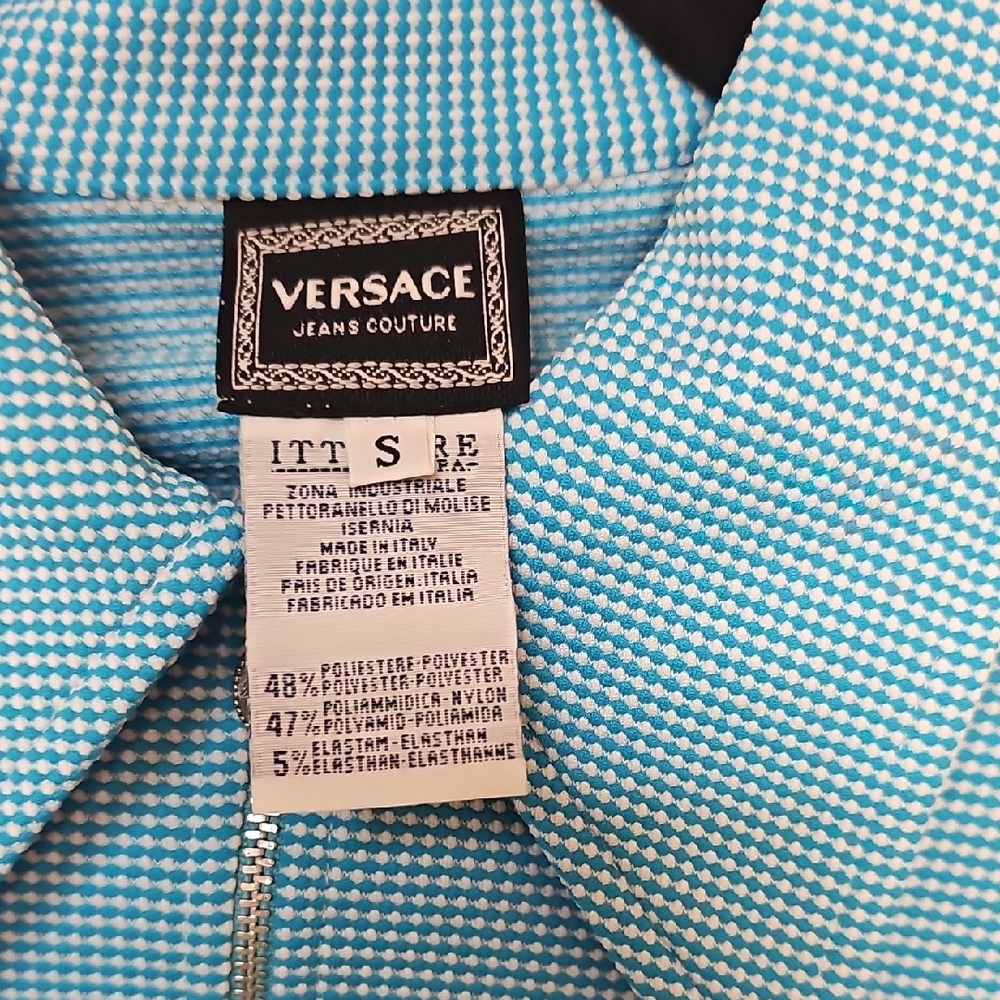 VERSACE
JEANS COUTURE
S
ZONA INDUSTRIALE
PETTORANELLO DI MOLISE
ISERNIA
MADE IN ITALY
FABRIQUE EN ITALIE
PAIS DE ORIGEN:ITALIA
FABRICADO EM ITALIA
48% POLIESTERE-POLYESTER
POLYESTER-POLYESTER
47% POLIAMMIDICA-NYLON
POLYAMID-POLIAMIDA
5% ELASTAM-ELASTHAN
ELASTHAN-ELASTHANNE